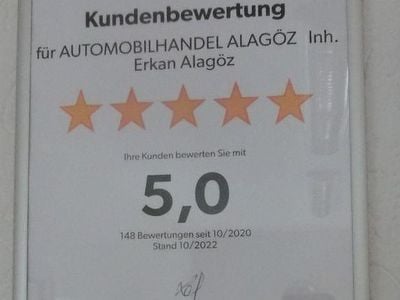 Kundenbewertung
für AUTOMOBILHANDEL ALAGÖZ Inh.
Erkan Alagöz
Ihre Kunden bewerten Sie mit
5,0
148 Bewertungen seit 10/2020
Stand 10/2022